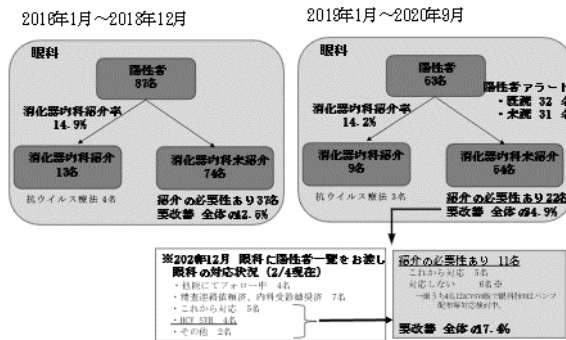 2016年1月～2018年12月
眼科
陽性者
87名
消化器内科紹介率
14.9%
消化器内科紹介
13名
消化器内科未紹介
74名
抗ウイルス療法 4名
紹介の必要性あり37名
要改善 全体の42.5%
2019年1月～2020年9月
眼科
陽性者
63名
陽性者アラート
・既読 32 名
・未読 31 名
消化器内科紹介率
14.2%
消化器内科紹介
9名
消化器内科未紹介
54名
抗ウイルス療法 3名
紹介の必要性あり22名
要改善 全体の34.9%
※2020年12月 眼科に陽性者一覧をお渡し
眼科の対応状況（2/4現在）
・他院にてフォロー中 4名
・精査連絡依頼済、内科受診勧奨済 7名
・これから対応 5名
・HCV SVR 4名
・その他 2名
紹介の必要性あり 11名
これから対応 5名
対応しない 6名※
要改善 全体の17.4%